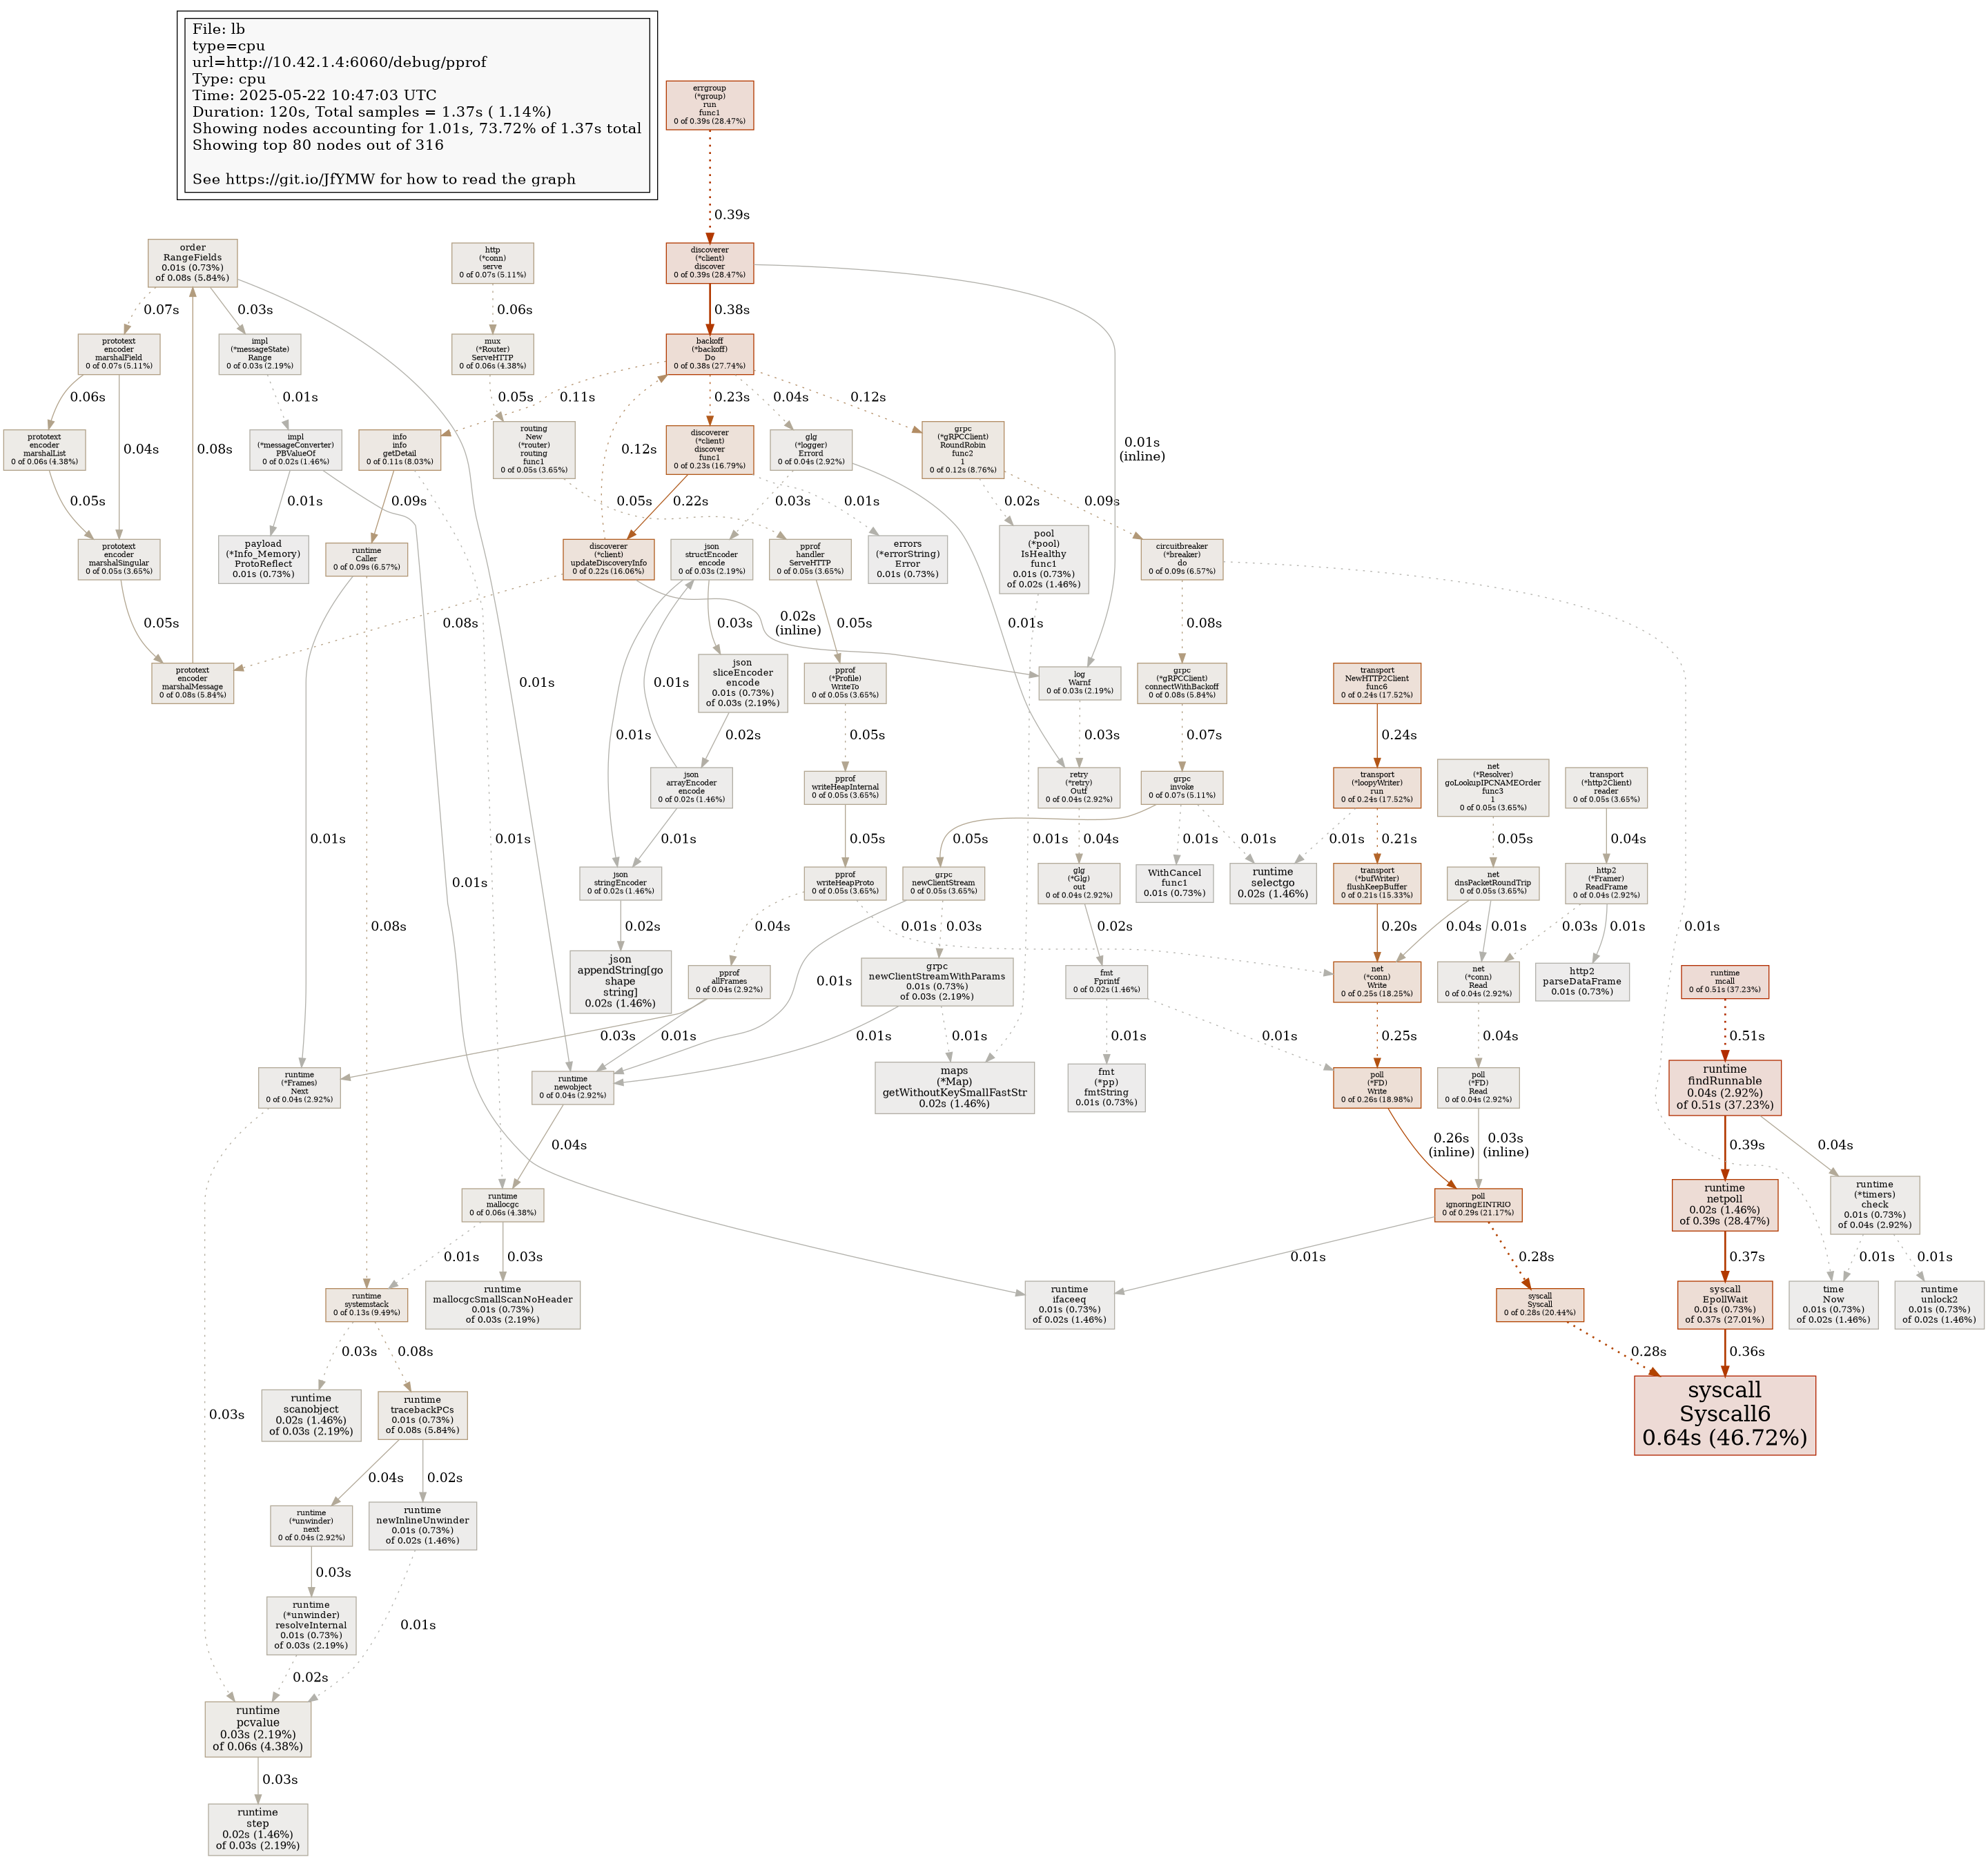 File: lb
type=cpu
url=http://10.42.1.4:6060/debug/pprof
Type: cpu
Time: 2025-05-22 10:47:03 UTC
Duration: 120s, Total samples = 1.37s ( 1.14%)
Showing nodes accounting for 1.01s, 73.72% of 1.37s total
Showing top 80 nodes out of 316
See https://git.io/JfYMW for how to read the graph
errgroup
(*group)
run
func1
0 of 0.39s (28.47%)
0.39s
order
RangeFields
0.01s (0.73%)
of 0.08s (5.84%)
http
(*conn)
serve
0 of 0.07s (5.11%)
discoverer
(*client)
discover
0 of 0.39s (28.47%)
0.07s
0.03s
0.06s
0.38s
prototext
encoder
marshalField
0 of 0.07s (5.11%)
impl
(*messageState)
Range
0 of 0.03s (2.19%)
mux
(*Router)
ServeHTTP
0 of 0.06s (4.38%)
backoff
(*backoff)
Do
0 of 0.38s (27.74%)
0.06s
0.01s
0.05s
0.11s
0.23s
0.04s
0.12s
prototext
encoder
marshalList
0 of 0.06s (4.38%)
0.04s
0.08s
impl
(*messageConverter)
PBValueOf
0 of 0.02s (1.46%)
info
info
getDetail
0 of 0.11s (8.03%)
routing
New
(*router)
routing
func1
0 of 0.05s (3.65%)
0.12s
discoverer
(*client)
discover
func1
0 of 0.23s (16.79%)
glg
(*logger)
Errord
0 of 0.04s (2.92%)
grpc
(*gRPCClient)
RoundRobin
func2
1
0 of 0.12s (8.76%)
0.01s
(inline)
0.05s
0.01s
0.09s
0.05s
0.22s
0.03s
0.01s
0.02s
0.09s
prototext
encoder
marshalSingular
0 of 0.05s (3.65%)
payload
(*Info_Memory)
ProtoReflect
0.01s (0.73%)
runtime
Caller
0 of 0.09s (6.57%)
discoverer
(*client)
updateDiscoveryInfo
0 of 0.22s (16.06%)
json
structEncoder
encode
0 of 0.03s (2.19%)
pprof
handler
ServeHTTP
0 of 0.05s (3.65%)
errors
(*errorString)
Error
0.01s (0.73%)
pool
(*pool)
IsHealthy
func1
0.01s (0.73%)
of 0.02s (1.46%)
circuitbreaker
(*breaker)
do
0 of 0.09s (6.57%)
0.05s
0.08s
0.03s
0.02s
(inline)
0.05s
0.01s
0.08s
prototext
encoder
marshalMessage
0 of 0.08s (5.84%)
0.01s
0.01s
json
sliceEncoder
encode
0.01s (0.73%)
of 0.03s (2.19%)
pprof
(*Profile)
WriteTo
0 of 0.05s (3.65%)
log
Warnf
0 of 0.03s (2.19%)
grpc
(*gRPCClient)
connectWithBackoff
0 of 0.08s (5.84%)
transport
NewHTTP2Client
func6
0 of 0.24s (17.52%)
0.01s
0.02s
0.05s
0.03s
0.07s
0.24s
json
arrayEncoder
encode
0 of 0.02s (1.46%)
pprof
writeHeapInternal
0 of 0.05s (3.65%)
retry
(*retry)
Outf
0 of 0.04s (2.92%)
grpc
invoke
0 of 0.07s (5.11%)
transport
(*loopyWriter)
run
0 of 0.24s (17.52%)
net
(*Resolver)
goLookupIPCNAMEOrder
func3
1
0 of 0.05s (3.65%)
transport
(*http2Client)
reader
0 of 0.05s (3.65%)
0.01s
0.01s
0.01s
0.05s
0.01s
0.05s
0.04s
0.01s
0.01s
0.01s
0.21s
0.05s
0.04s
json
stringEncoder
0 of 0.02s (1.46%)
pprof
writeHeapProto
0 of 0.05s (3.65%)
grpc
newClientStream
0 of 0.05s (3.65%)
glg
(*Glg)
out
0 of 0.04s (2.92%)
WithCancel
func1
0.01s (0.73%)
runtime
selectgo
0.02s (1.46%)
transport
(*bufWriter)
flushKeepBuffer
0 of 0.21s (15.33%)
net
dnsPacketRoundTrip
0 of 0.05s (3.65%)
http2
(*Framer)
ReadFrame
0 of 0.04s (2.92%)
0.01s
0.08s
0.02s
0.04s
0.01s
0.03s
0.02s
0.20s
0.04s
0.01s
0.03s
0.01s
0.01s
json
appendString[go
shape
string]
0.02s (1.46%)
pprof
allFrames
0 of 0.04s (2.92%)
0.01s
grpc
newClientStreamWithParams
0.01s (0.73%)
of 0.03s (2.19%)
fmt
Fprintf
0 of 0.02s (1.46%)
net
(*conn)
Write
0 of 0.25s (18.25%)
net
(*conn)
Read
0 of 0.04s (2.92%)
http2
parseDataFrame
0.01s (0.73%)
runtime
mcall
0 of 0.51s (37.23%)
0.03s
0.01s
0.01s
0.01s
0.01s
0.01s
0.25s
0.04s
0.51s
runtime
(*Frames)
Next
0 of 0.04s (2.92%)
runtime
newobject
0 of 0.04s (2.92%)
maps
(*Map)
getWithoutKeySmallFastStr
0.02s (1.46%)
fmt
(*pp)
fmtString
0.01s (0.73%)
poll
(*FD)
Write
0 of 0.26s (18.98%)
poll
(*FD)
Read
0 of 0.04s (2.92%)
runtime
findRunnable
0.04s (2.92%)
of 0.51s (37.23%)
0.04s
0.26s
(inline)
0.03s
(inline)
0.39s
0.04s
runtime
mallocgc
0 of 0.06s (4.38%)
poll
ignoringEINTRIO
0 of 0.29s (21.17%)
runtime
netpoll
0.02s (1.46%)
of 0.39s (28.47%)
runtime
(*timers)
check
0.01s (0.73%)
of 0.04s (2.92%)
0.01s
0.03s
0.01s
0.28s
0.37s
0.01s
0.01s
runtime
systemstack
0 of 0.13s (9.49%)
runtime
mallocgcSmallScanNoHeader
0.01s (0.73%)
of 0.03s (2.19%)
runtime
ifaceeq
0.01s (0.73%)
of 0.02s (1.46%)
syscall
Syscall
0 of 0.28s (20.44%)
syscall
EpollWait
0.01s (0.73%)
of 0.37s (27.01%)
time
Now
0.01s (0.73%)
of 0.02s (1.46%)
runtime
unlock2
0.01s (0.73%)
of 0.02s (1.46%)
0.03s
0.08s
0.28s
0.36s
0.03s
runtime
scanobject
0.02s (1.46%)
of 0.03s (2.19%)
runtime
tracebackPCs
0.01s (0.73%)
of 0.08s (5.84%)
syscall
Syscall6
0.64s (46.72%)
0.04s
0.02s
runtime
(*unwinder)
next
0 of 0.04s (2.92%)
runtime
newInlineUnwinder
0.01s (0.73%)
of 0.02s (1.46%)
0.03s
runtime
(*unwinder)
resolveInternal
0.01s (0.73%)
of 0.03s (2.19%)
0.01s
0.02s
runtime
pcvalue
0.03s (2.19%)
of 0.06s (4.38%)
0.03s
runtime
step
0.02s (1.46%)
of 0.03s (2.19%)